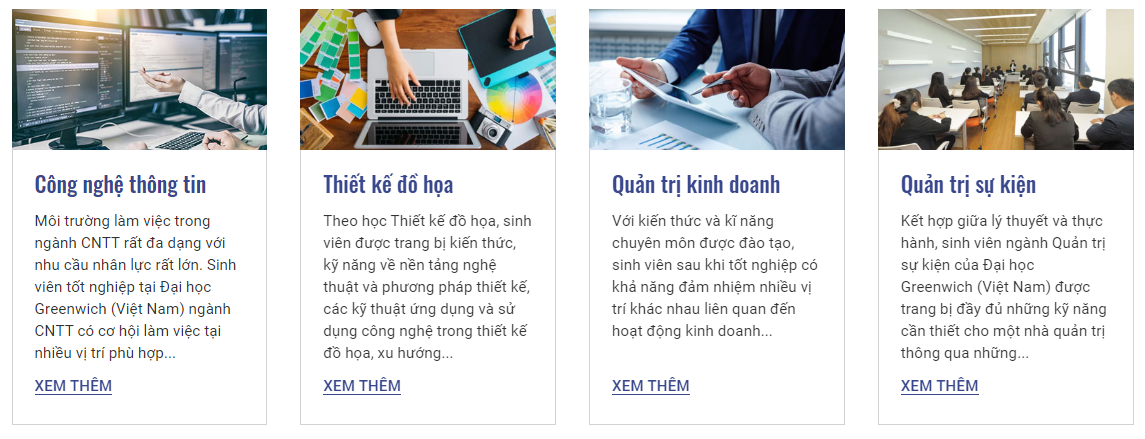 Công nghệ thông tin
Môi trường làm việc trong
ngành CNTT rất đa dạng với
nhu cầu nhân lực rất lớn. Sinh
viên tốt nghiệp tại Đại học
Greenwich (Việt Nam) ngành
CNTT có cơ hội làm việc tại
nhiều vị trí phù hợp...
XEM THÊM
Thiết kế đồ họa
Theo học Thiết kế đồ họa, sinh
viên được trang bị kiến thức,
kỹ năng về nền tảng nghệ
thuật và phương pháp thiết kế,
các kỹ thuật ứng dụng và sử
dụng công nghệ trong thiết kế
đồ họa, xu hướng...
XEM THÊM
Quản trị kinh doanh
Với kiến thức và kĩ năng
chuyên môn được đào tạo,
sinh viên sau khi tốt nghiệp có
khả năng đảm nhiệm nhiều vị
trí khác nhau liên quan đến
hoạt động kinh doanh...
XEM THÊM
Quản trị sự kiện
Kết hợp giữa lý thuyết và thực
hành, sinh viên ngành Quản trị
sự kiện của Đại học
Greenwich (Việt Nam) được
trang bị đầy đủ những kỹ năng
cần thiết cho một nhà quản trị
thông qua những...
XEM THÊM